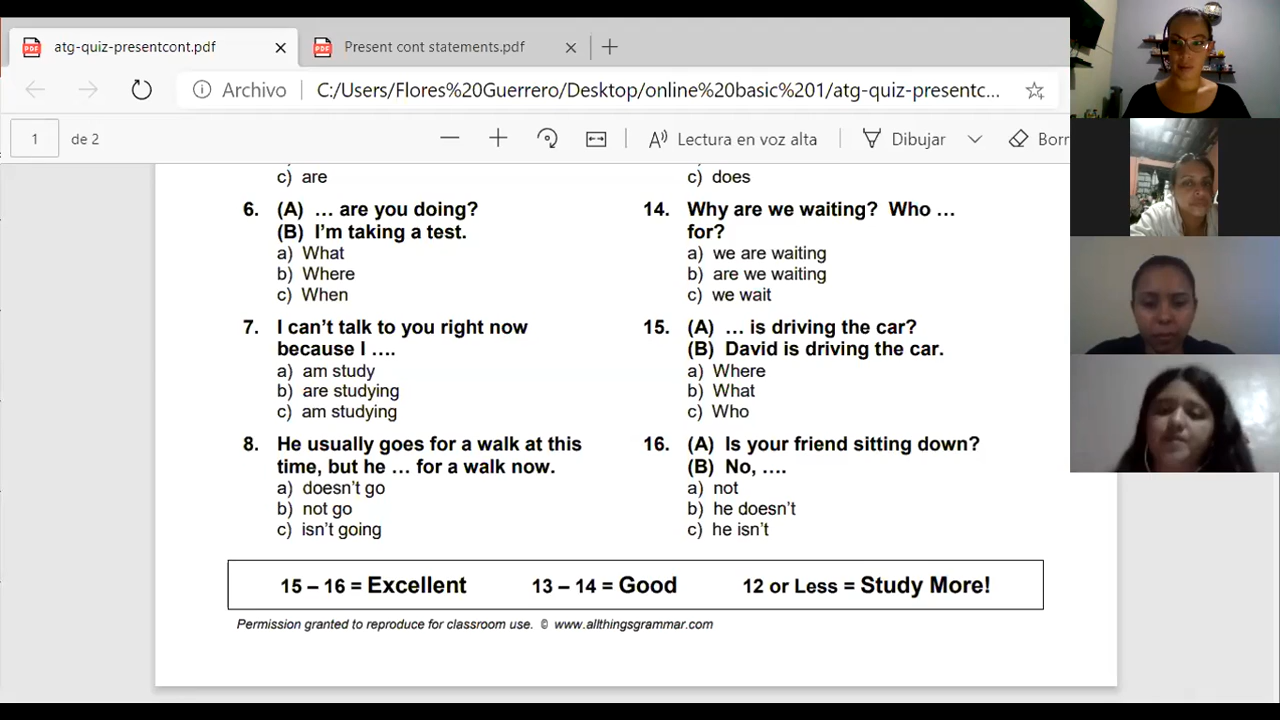 atg-quiz-presentcont.pdf
Present cont statements.pdf
Archivo
C:/Users/Flores%20Guerrero/Desktop/online%20basic%201/atg-quiz-presentc...
1
de 2
Lectura en voz alta
Dibujar
Borr
c) are
6. (A) … are you doing?
(B) I'm taking a test.
a) What
b) Where
c) When
7. I can't talk to you right now
because I ….
a) am study
b) are studying
c) am studying
8. He usually goes for a walk at this
time, but he … for a walk now.
a) doesn't go
b) not go
c) isn't going
c) does
14. Why are we waiting? Who …
for?
a) we are waiting
b) are we waiting
c) we wait
15. (A) … is driving the car?
(B) David is driving the car.
a) Where
b) What
c) Who
16. (A) Is your friend sitting down?
(B) No, ….
a) not
b) he doesn't
c) he isn't
15 – 16 = Excellent 13 – 14 = Good 12 or Less = Study More!
Permission granted to reproduce for classroom use. © www.allthingsgrammar.com